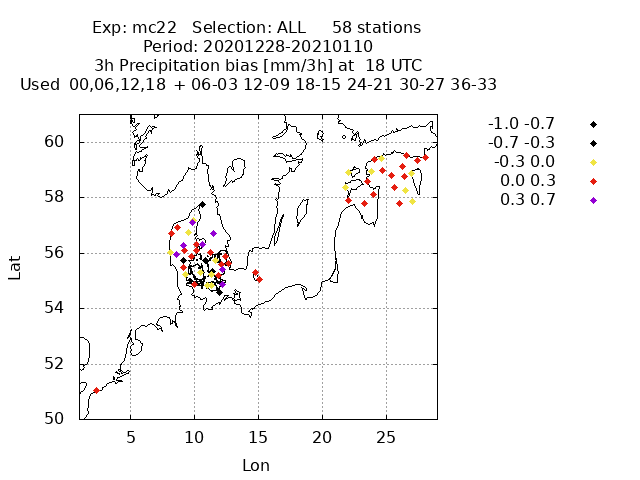 Exp: mc22 Selection: ALL 58 stations
Period: 20201228-20210110
3h Precipitation bias [mm/3h] at 18 UTC
Used 00,06,12,18 + 06-03 12-09 18-15 24-21 30-27 36-33
-1.0 -0.7
-0.7 -0.3
-0.3 0.0
0.0 0.3
0.3 0.7
60
58
56
54
52
50
Lat
5 10 15 20 25
Lon